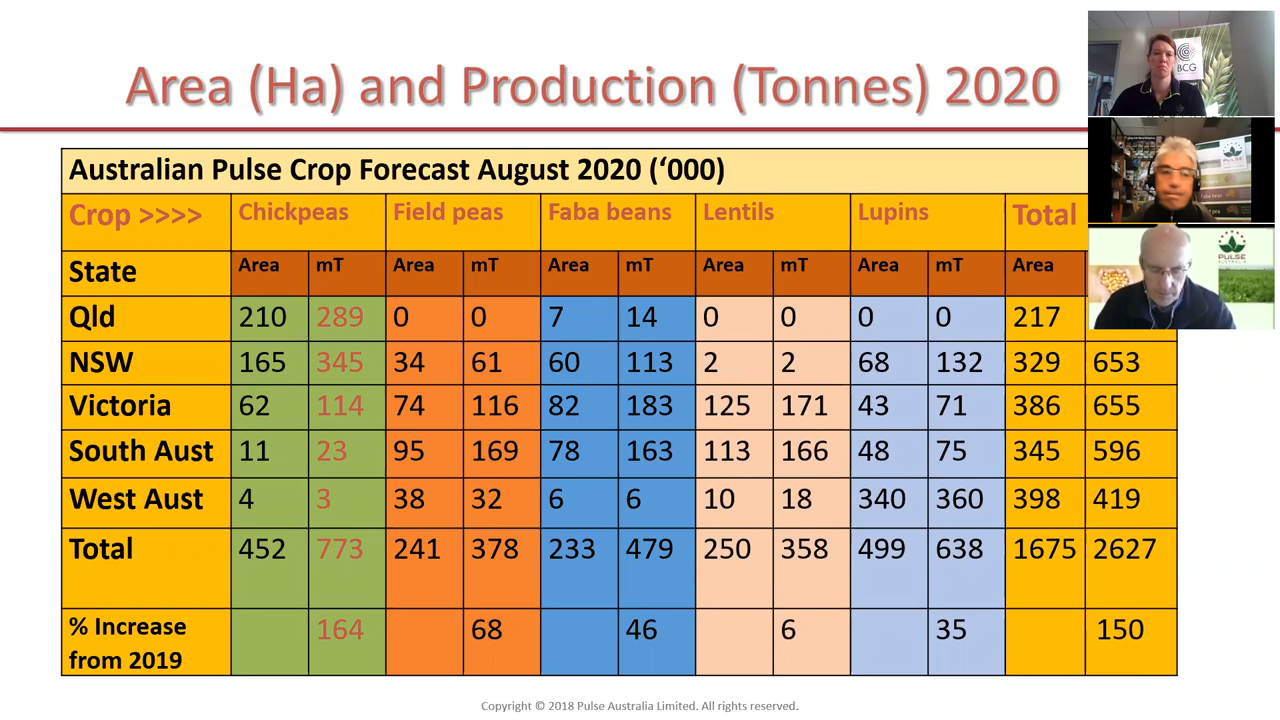 Area (Ha) and Production (Tonnes) 2020
Australian Pulse Crop Forecast August 2020 (‘000)
Crop >>>> Chickpeas Field peas Faba beans Lentils Lupins Total
State Area mT Area mT Area mT Area mT Area mT Area
Qld 210 289 0 0 7 14 0 0 0 0 217
NSW 165 345 34 61 60 113 2 2 68 132 329 653
Victoria 62 114 74 116 82 183 125 171 43 71 386 655
South Aust 11 23 95 169 78 163 113 166 48 75 345 596
West Aust 4 3 38 32 6 6 10 18 340 360 398 419
Total 452 773 241 378 233 479 250 358 499 638 1675 2627
% Increase
from 2019 164 68 46 6 35 150
Copyright © 2018 Pulse Australia Limited. All rights reserved.
BCG
PULSE
PULSE